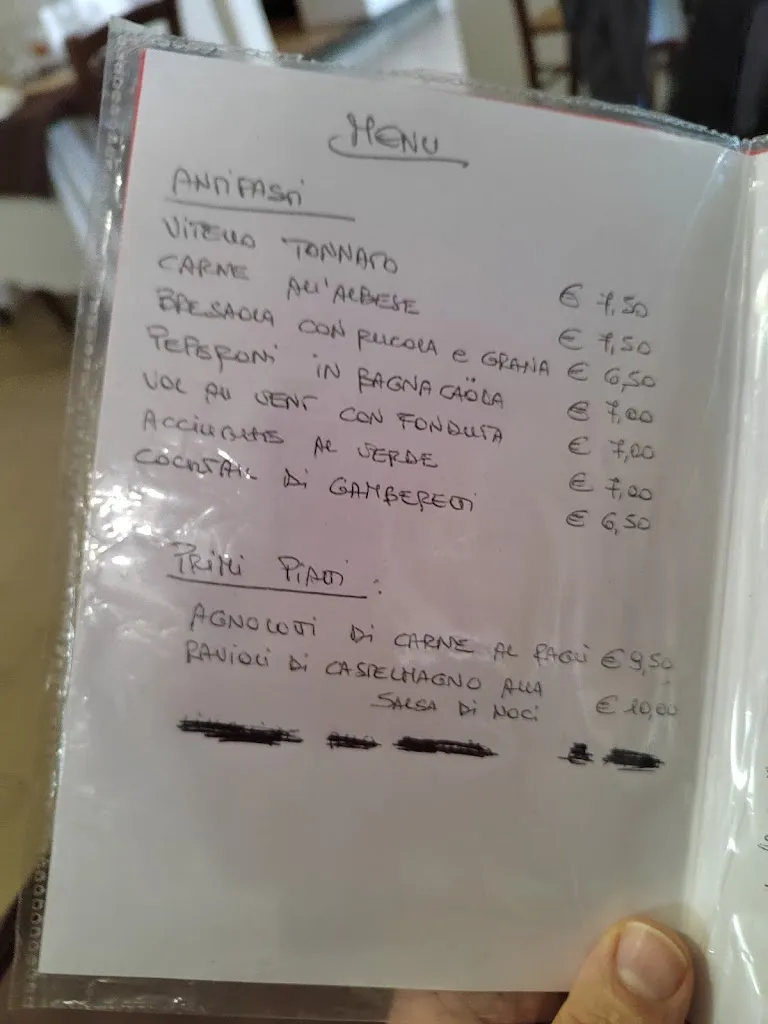 MENU
ANTIPASTI
VITELLO TONNATO € 7,50
CARNE ALL'ALBESE € 7,50
BRESAOLA CON RUCOLA e GRANA € 6,50
PEPERONI IN BAGNA CAÖDA € 7,00
VOL AU VENT CON FONDUTA € 7,00
ACCIUGHE AL VERDE € 7,00
COCKTAIL Di GAMBERETTI € 6,50
PRIMI PIATTI :
AGNOLOTTI Di CARNE AL RAGÙ € 9,50
RAVIOLI Di CASTELMAGNO ALLA
SALSA Di NOCI € 10,00